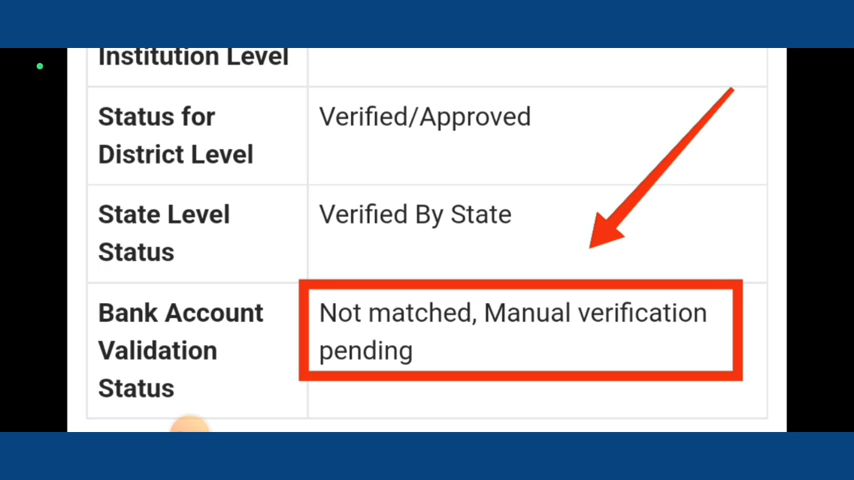 Institution Level
Status for
District Level
Verified/Approved
State Level
Status
Verified By State
Bank Account
Validation
Status
Not matched, Manual verification
pending